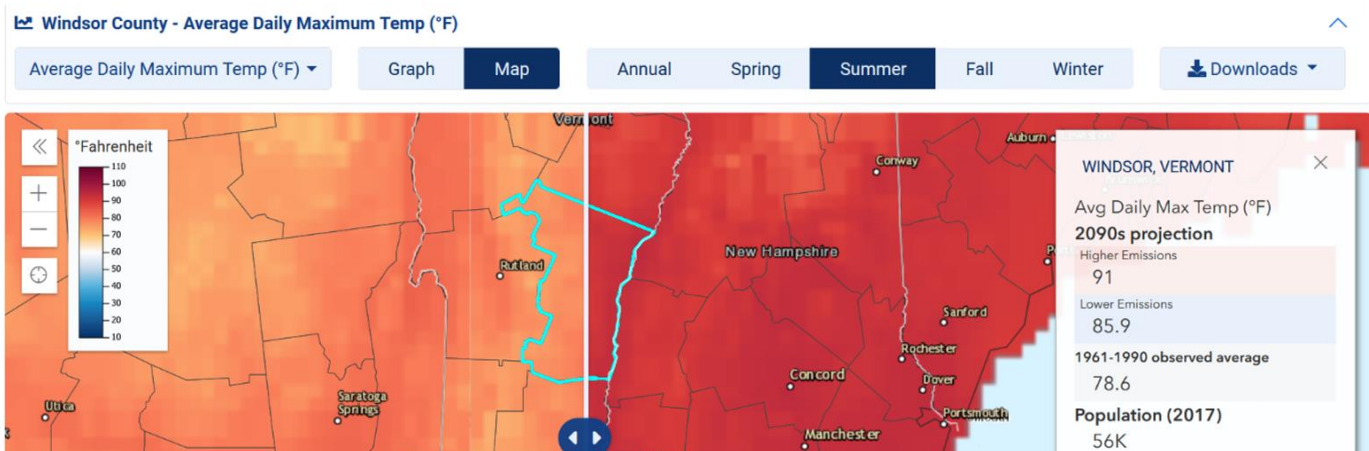 Windsor County - Average Daily Maximum Temp (°F)
Average Daily Maximum Temp (°F) Graph Map Annual Spring Summer Fall Winter Downloads
°Fahrenheit
110
100
90
80
70
60
50
40
30
20
10
Vermont
Auburn
Conway
New Hampshire
Rutland
Sanford
Rochester
Concord
Dover
Saratoga
Springs
Utica
Portsmouth
Manchester
WINDSOR, VERMONT
Avg Daily Max Temp (°F)
2090s projection
Higher Emissions
91
Lower Emissions
85.9
1961-1990 observed average
78.6
Population (2017)
56K